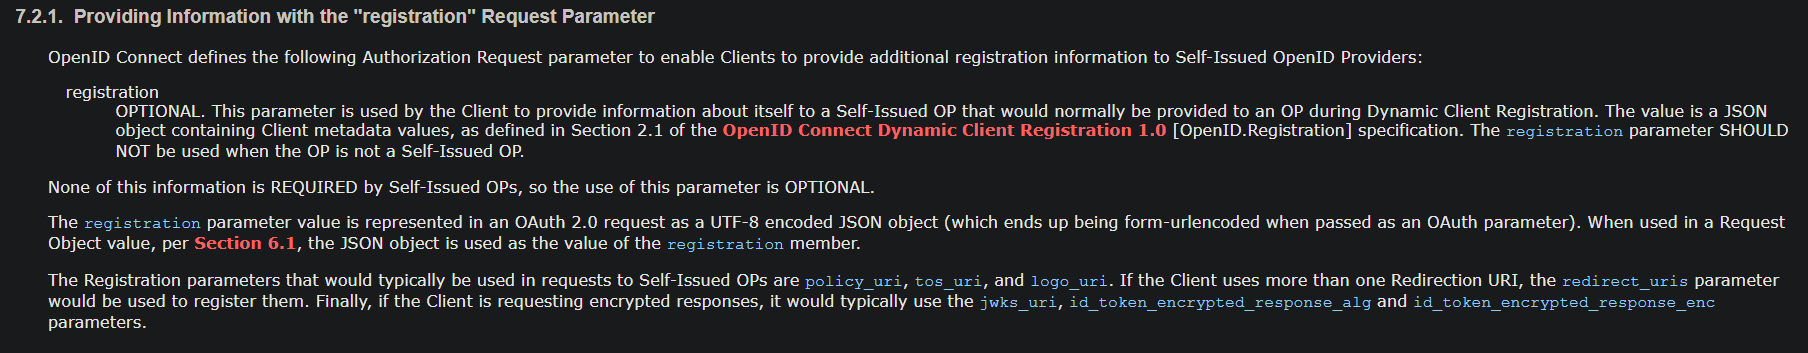 7.2.1.  Providing Information with the "registration" Request Parameter
OpenID Connect defines the following Authorization Request parameter to enable Clients to provide additional registration information to Self-Issued OpenID Providers:
registration
OPTIONAL. This parameter is used by the Client to provide information about itself to a Self-Issued OP that would normally be provided to an OP during Dynamic Client Registration. The value is a JSON
object containing Client metadata values, as defined in Section 2.1 of the OpenID Connect Dynamic Client Registration 1.0 [OpenID.Registration] specification. The registration parameter SHOULD
NOT be used when the OP is not a Self-Issued OP.
None of this information is REQUIRED by Self-Issued OPs, so the use of this parameter is OPTIONAL.
The registration parameter value is represented in an OAuth 2.0 request as a UTF-8 encoded JSON object (which ends up being form-urlencoded when passed as an OAuth parameter). When used in a Request
Object value, per Section 6.1, the JSON object is used as the value of the registration member.
The Registration parameters that would typically be used in requests to Self-Issued OPs are policy_uri, tos_uri, and logo_uri. If the Client uses more than one Redirection URI, the redirect_uris parameter
would be used to register them. Finally, if the Client is requesting encrypted responses, it would typically use the jwks_uri, id_token_encrypted_response_alg and id_token_encrypted_response_enc
parameters.